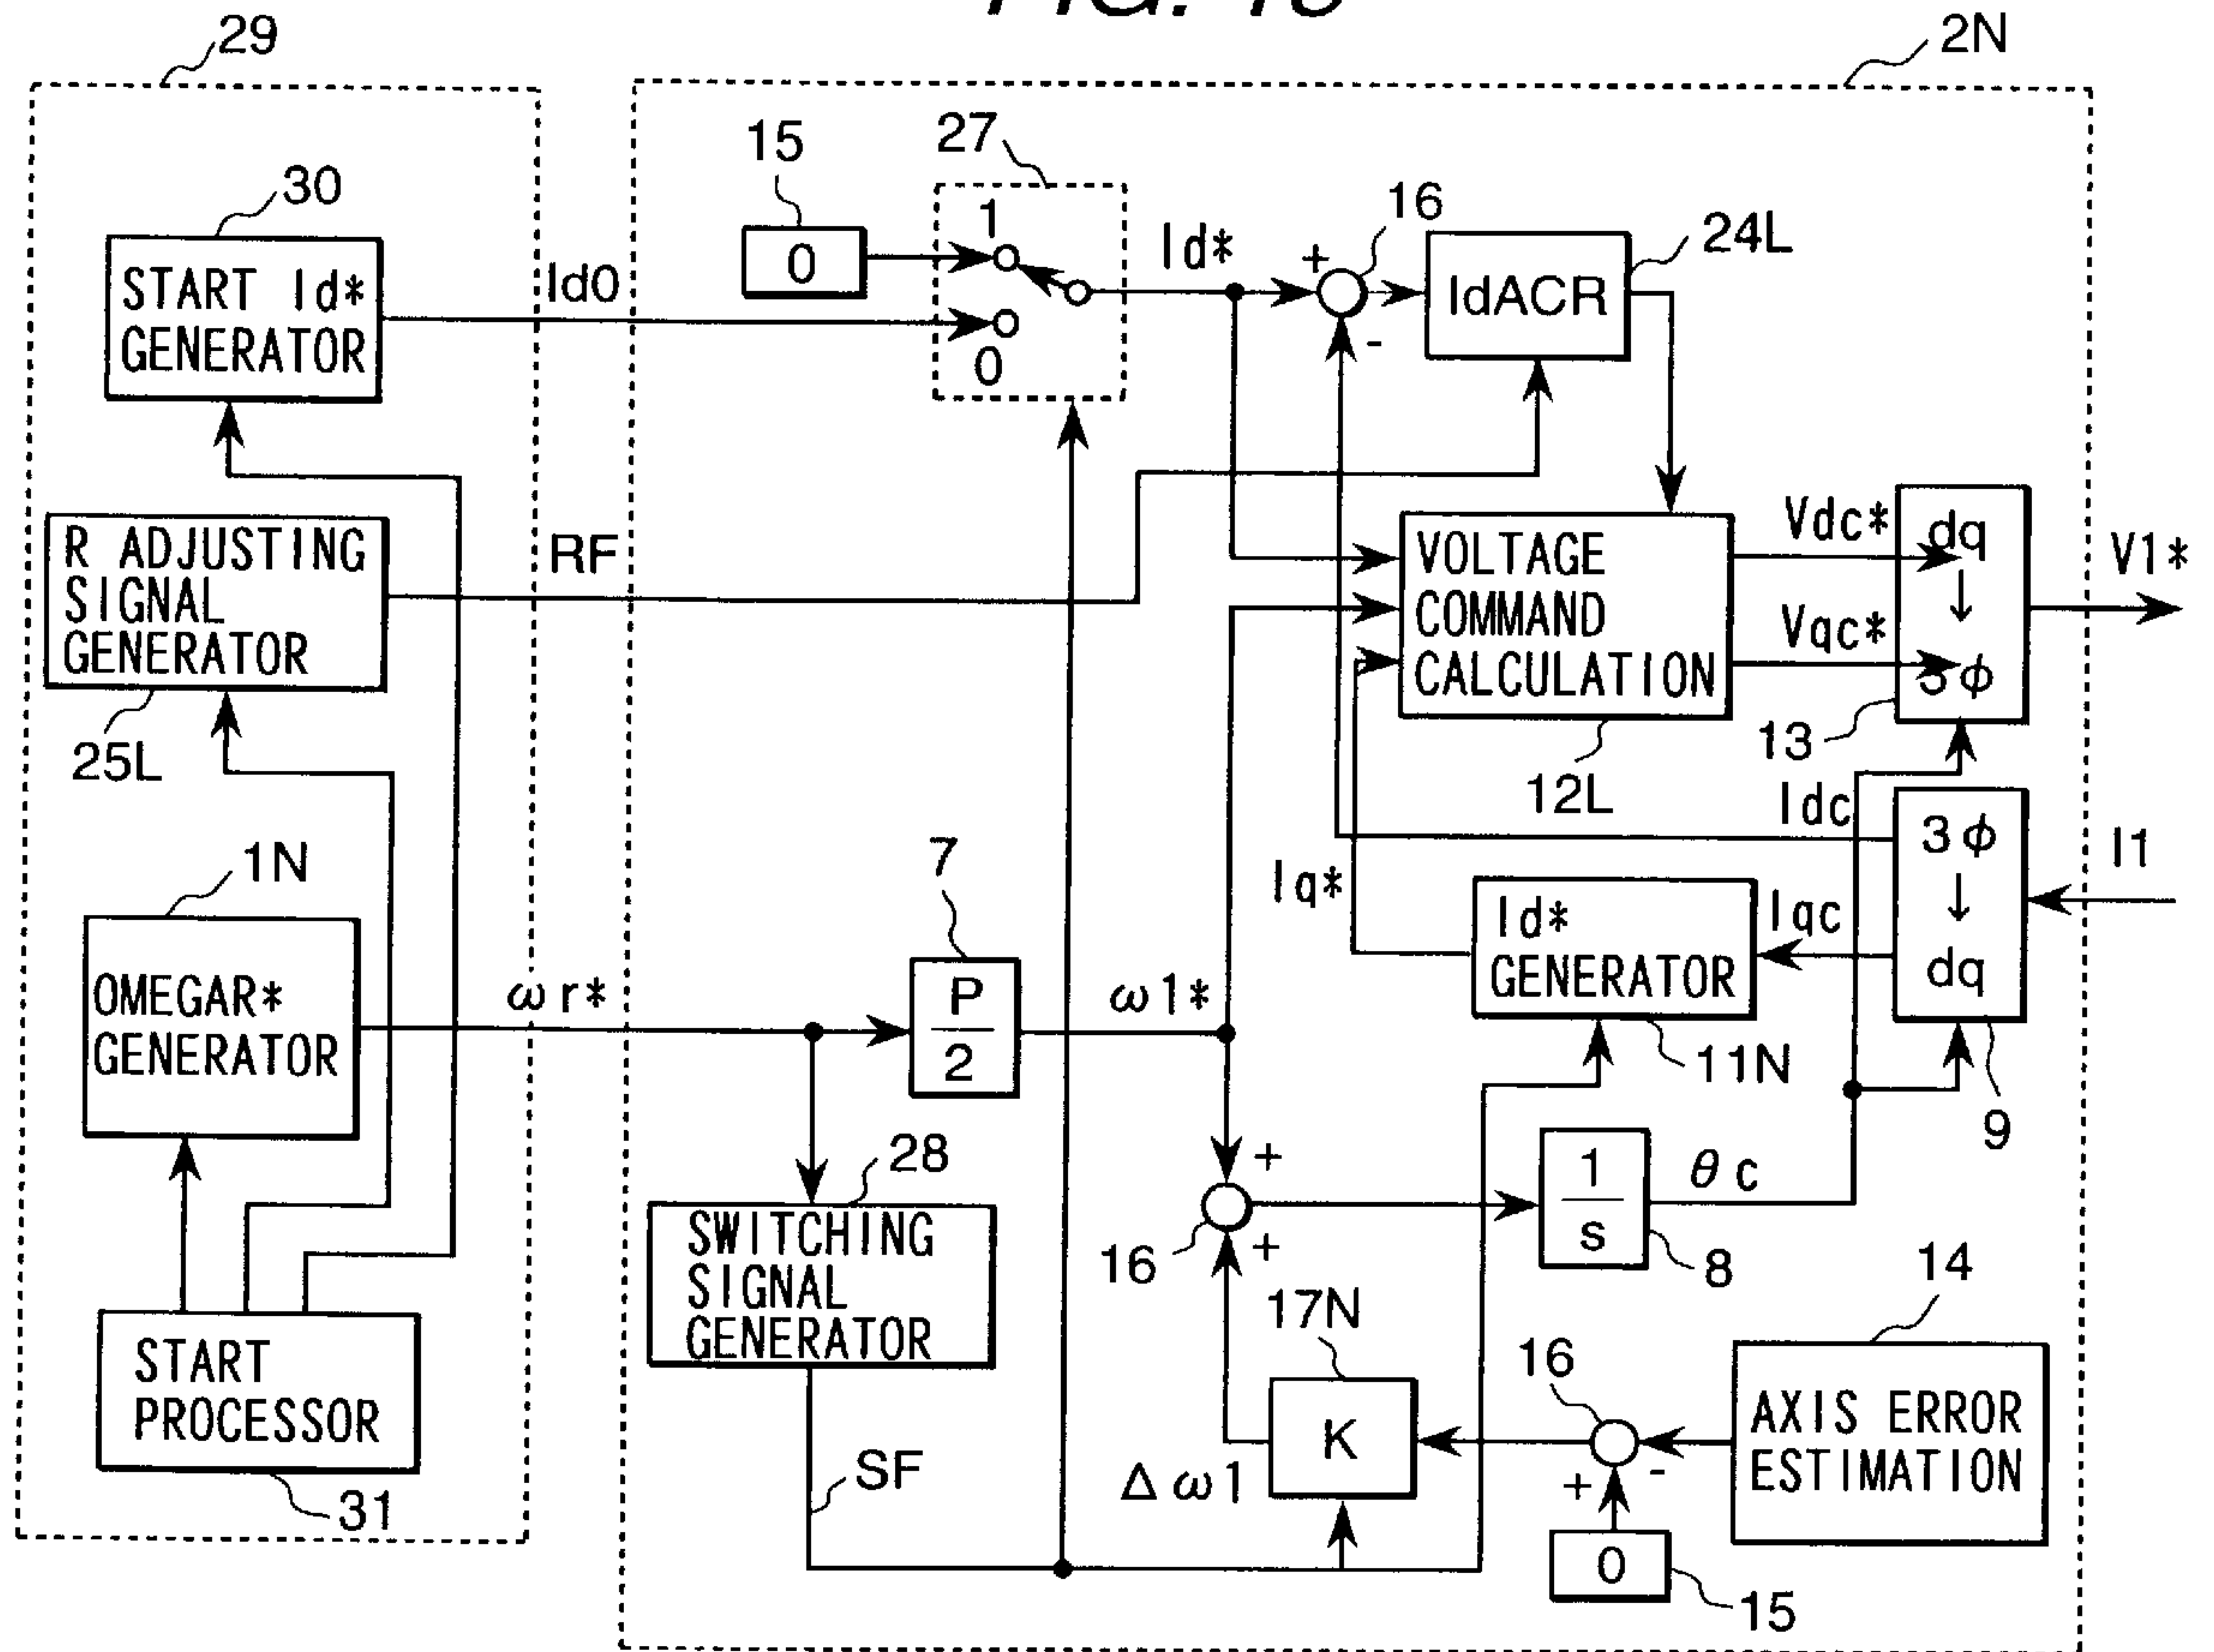 29
2N
27
15
30
16
24L
1
0
Id*
+
IdACR
START Id*
GENERATOR
Id0
0
-
R ADJUSTING
SIGNAL
GENERATOR
RF
VOLTAGE
COMMAND
CALCULATION
Vdc*
Vqc*
dq
↓
3φ
V1*
13
25L
12L
Idc
3φ
↓
dq
I1
1N
7
Iq*
Id*
GENERATOR
Iqc
OMEGAR*
GENERATOR
ωr*
P
2
ω1*
11N
9
28
+
1
s
θc
SWITCHING
SIGNAL
GENERATOR
16
+
8
14
17N
16
START
PROCESSOR
K
AXIS ERROR
ESTIMATION
SF
Δω1
+
-
31
0
15